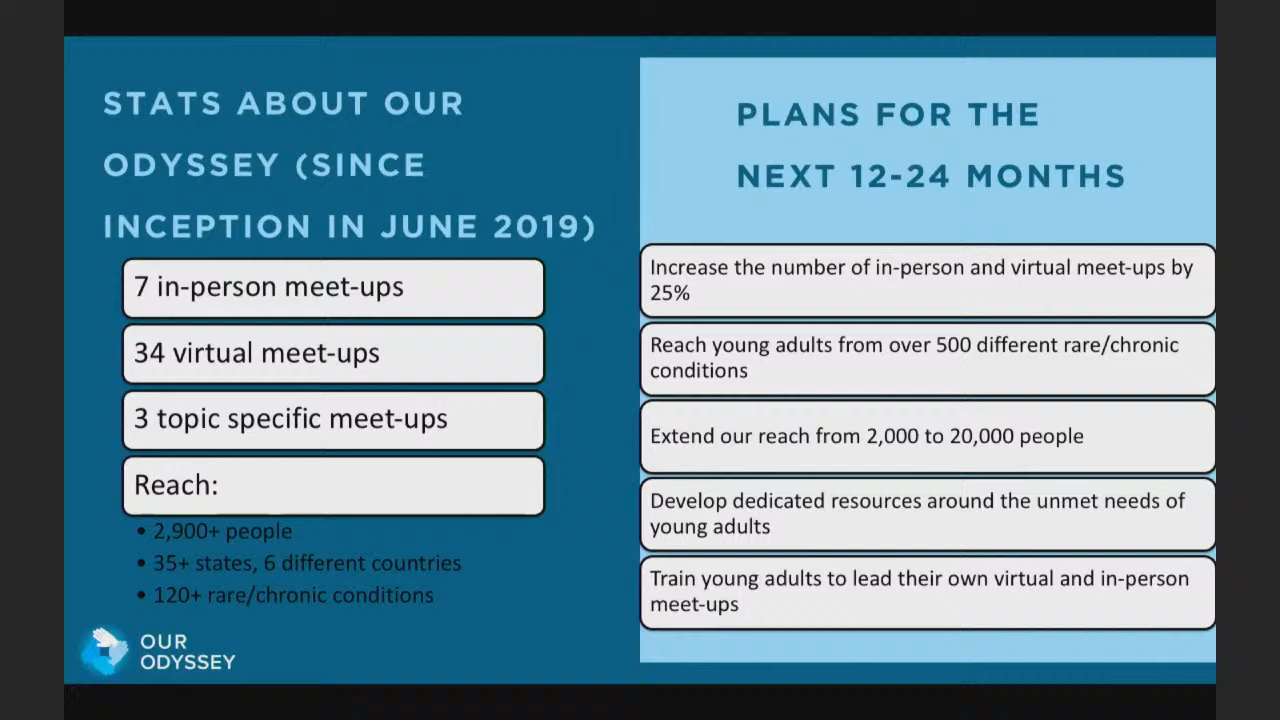 STATS ABOUT OUR
ODYSSEY (SINCE
INCEPTION IN JUNE 2019)
7 in-person meet-ups
34 virtual meet-ups
3 topic specific meet-ups
Reach:
• 2,900+ people
• 35+ states, 6 different countries
• 120+ rare/chronic conditions
OUR
ODYSSEY
PLANS FOR THE
NEXT 12-24 MONTHS
Increase the number of in-person and virtual meet-ups by
25%
Reach young adults from over 500 different rare/chronic
conditions
Extend our reach from 2,000 to 20,000 people
Develop dedicated resources around the unmet needs of
young adults
Train young adults to lead their own virtual and in-person
meet-ups